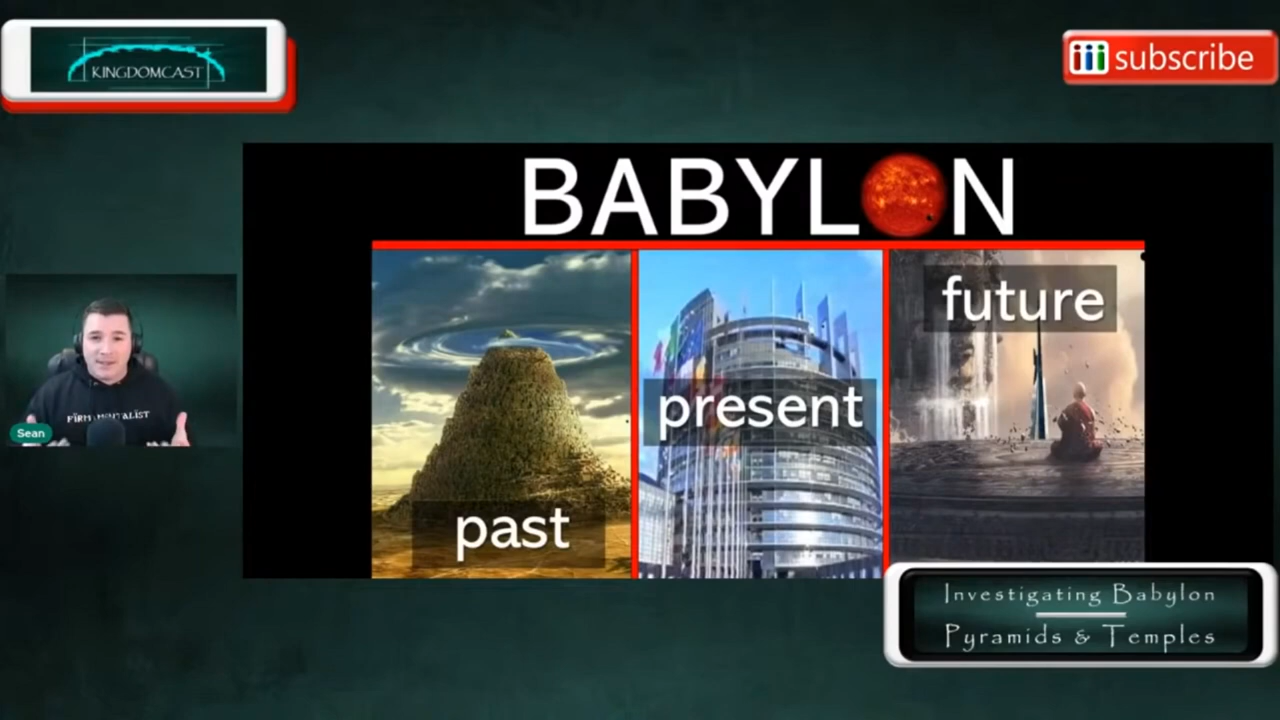 KINGDOMCAST
subscribe
BABYLON
past
present
future
Sean
Investigating Babylon
Pyramids & Temples